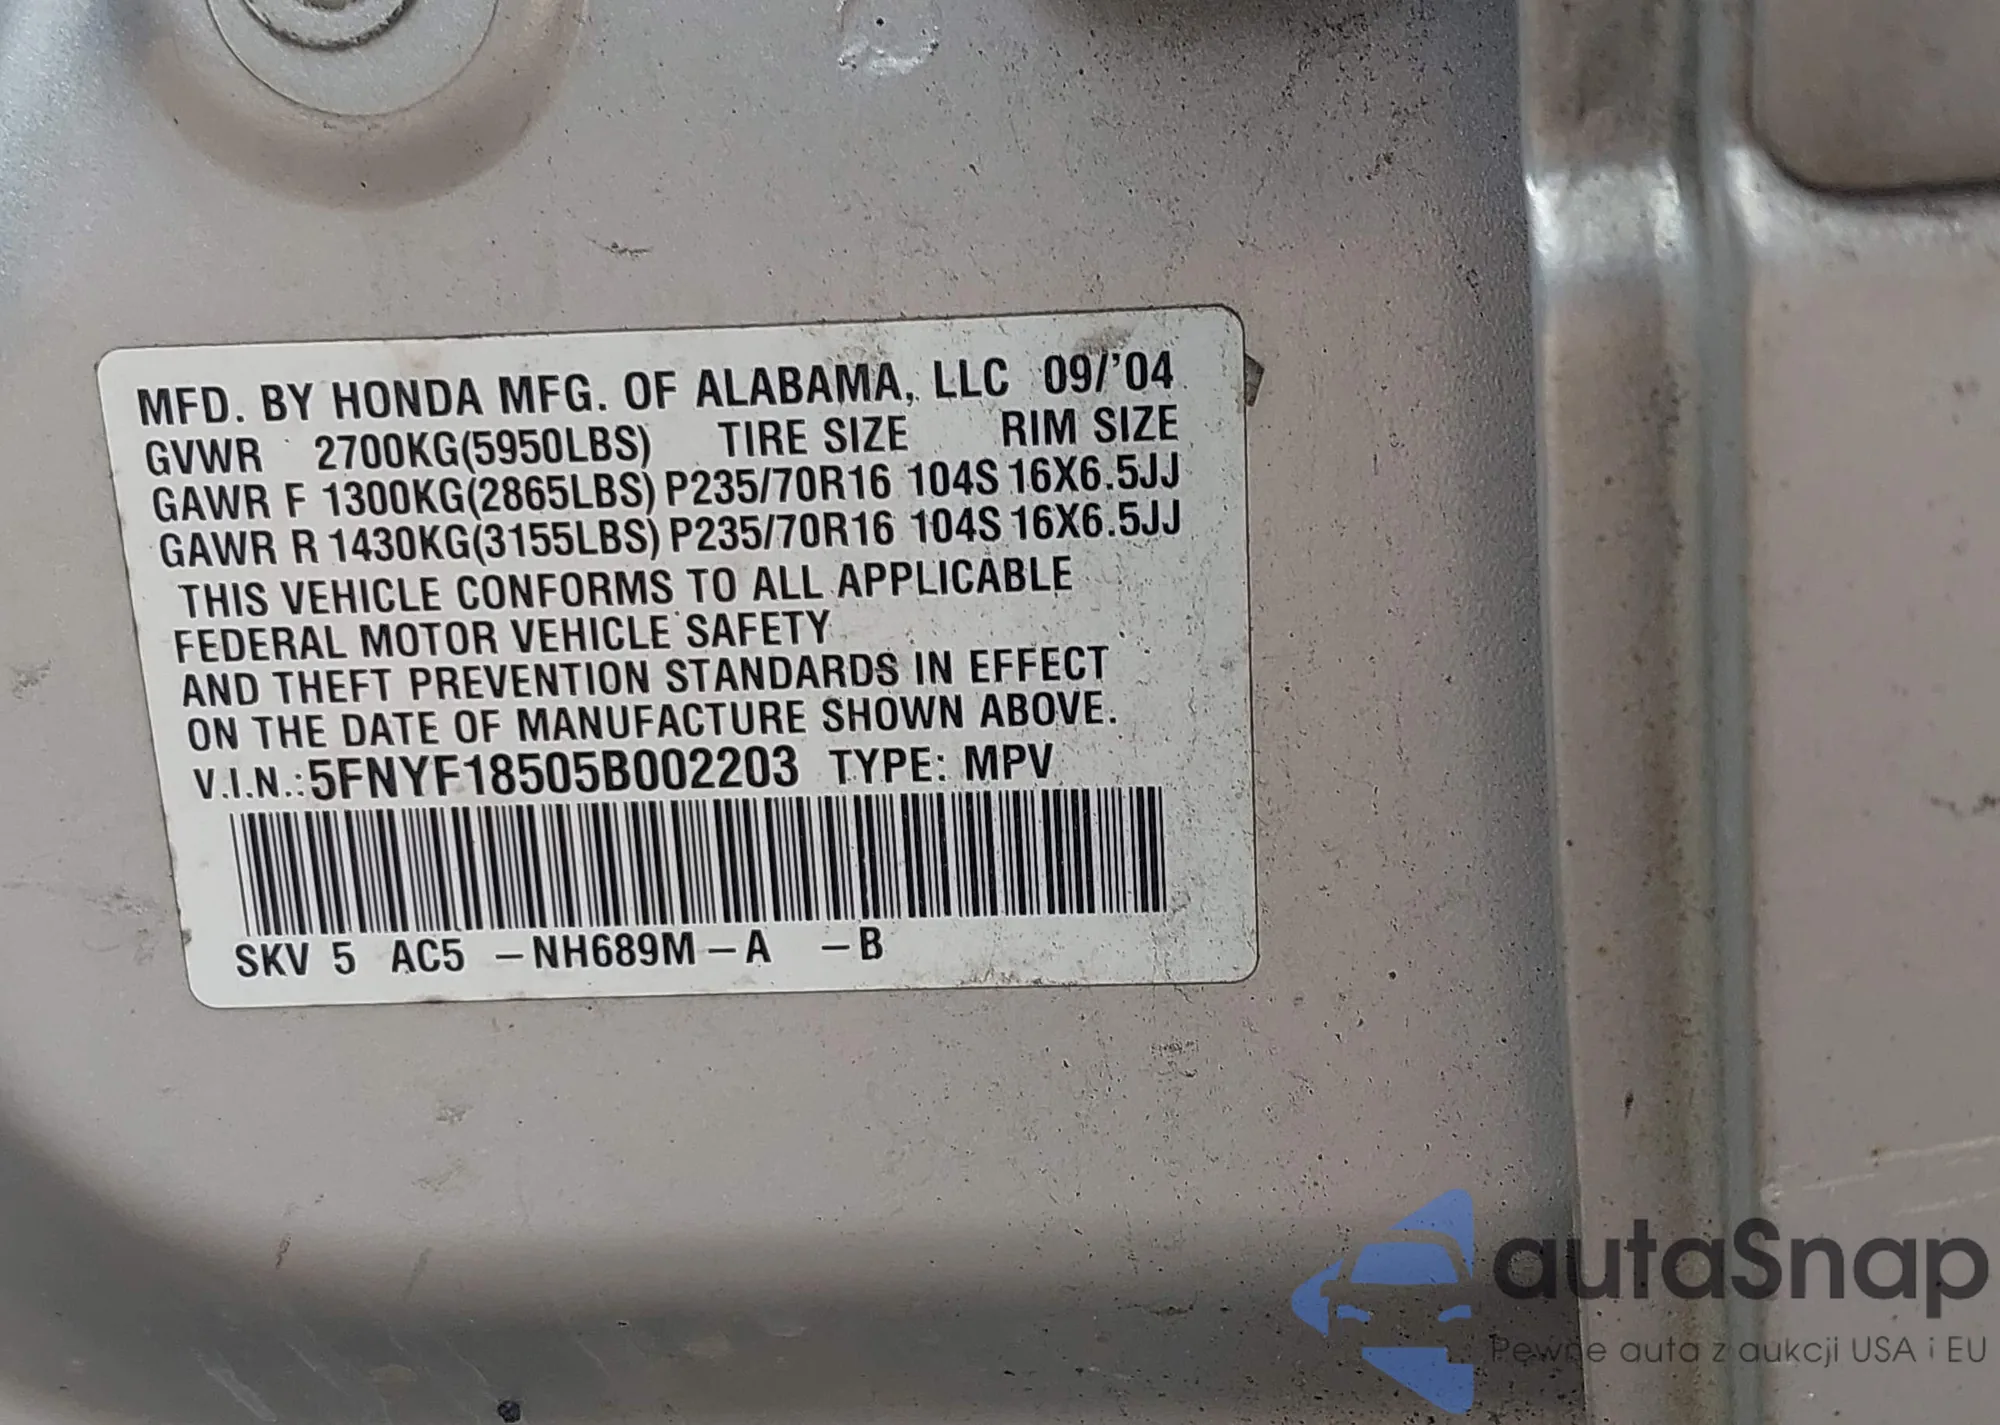 MFD. BY HONDA MFG. OF ALABAMA, LLC 09/'04
GVWR 2700KG(5950LBS) TIRE SIZE RIM SIZE
GAWR F 1300KG(2865LBS) P235/70R16 104S 16X6.5JJ
GAWR R 1430KG(3155LBS) P235/70R16 104S 16X6.5JJ
THIS VEHICLE CONFORMS TO ALL APPLICABLE
FEDERAL MOTOR VEHICLE SAFETY
AND THEFT PREVENTION STANDARDS IN EFFECT
ON THE DATE OF MANUFACTURE SHOWN ABOVE.
V.I.N.: 5FNYF18505B002203 TYPE: MPV
SKV 5 AC5 -NH689M-A -B
autaSnap
Pewne auta z aukcji USA i EU